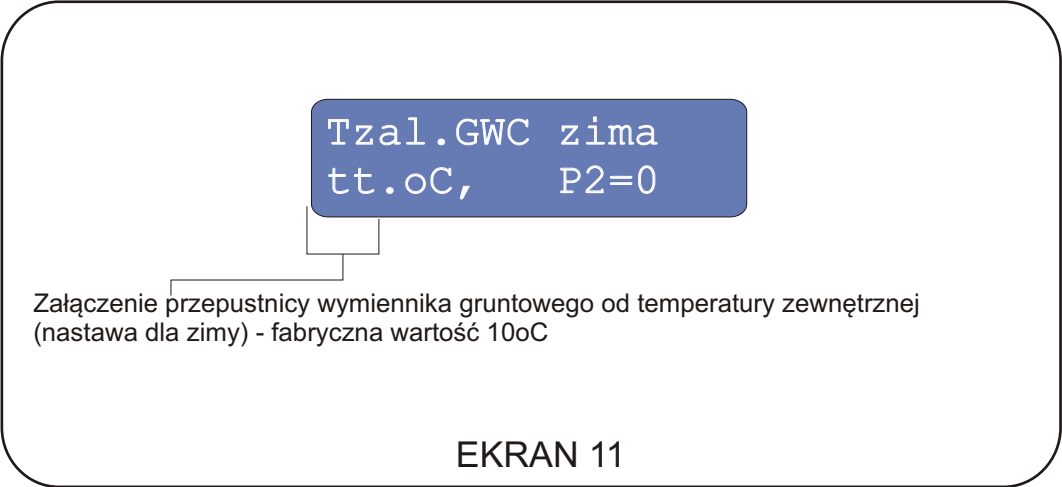 Tzal.GWC zima
tt.oC, P2=0
Załączenie przepustnicy wymiennika gruntowego od temperatury zewnętrznej
(nastawa dla zimy) - fabryczna wartość 10oC
EKRAN 11